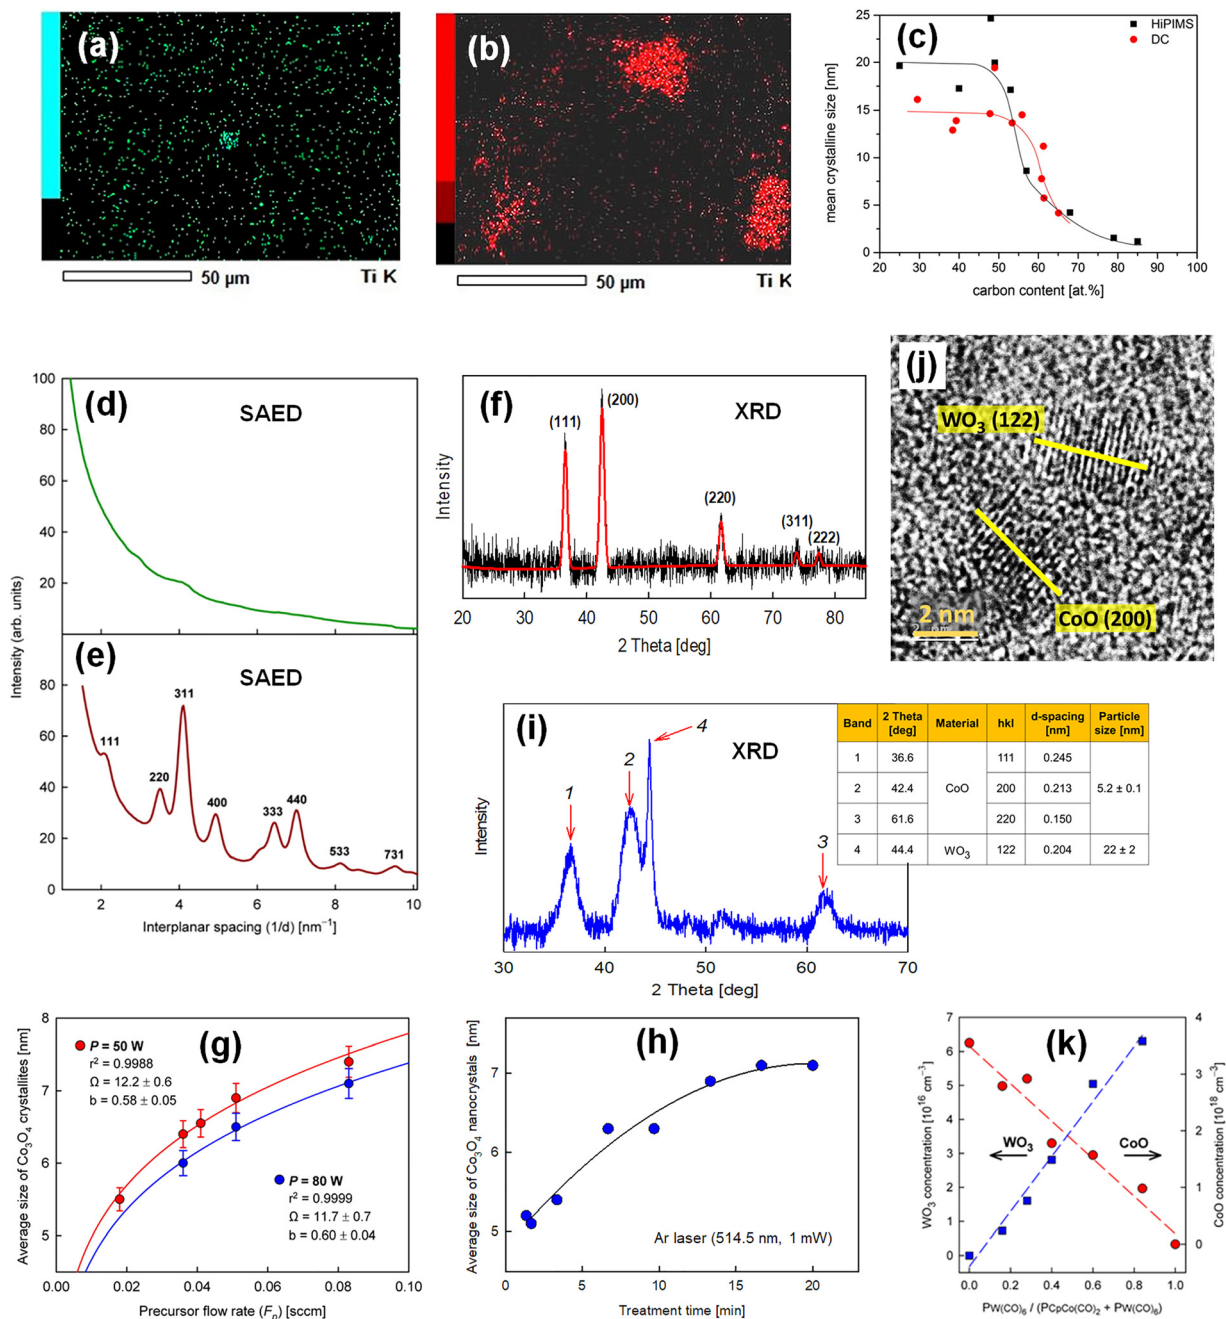 (a)
50 µm
Ti K
(b)
50 µm
Ti K
(c)
HiPIMS
DC
mean crystalline size [nm]
25
20
15
10
5
0
20 30 40 50 60 70 80 90 100
carbon content [at.%]
(d)
SAED
100
80
60
40
20
Intensity (arb. units)
(e)
SAED
111
220
311
400
333
440
533
731
80
60
40
20
0
2 4 6 8 10
Interplanar spacing (1/d) [nm⁻¹]
(f)
XRD
(111)
(200)
(220)
(311)
(222)
Intensity
20 30 40 50 60 70 80
2 Theta [deg]
(j)
WO₃ (122)
CoO (200)
2 nm
(i)
XRD
1
2
4
3
Intensity
30 40 50 60 70
2 Theta [deg]
Band 2 Theta [deg] Material hkl d-spacing [nm] Particle size [nm]
1 36.6 CoO 111 0.245 5.2 ± 0.1
2 42.4 200 0.213
3 61.6 220 0.150
4 44.4 WO₃ 122 0.204 22 ± 2
(g)
P = 50 W
r² = 0.9988
Ω = 12.2 ± 0.6
b = 0.58 ± 0.05
P = 80 W
r² = 0.9999
Ω = 11.7 ± 0.7
b = 0.60 ± 0.04
Average size of Co₃O₄ crystallites [nm]
8
7
6
5
0.00 0.02 0.04 0.06 0.08 0.10
Precursor flow rate (Fₚ) [sccm]
(h)
Average size of Co₃O₄ nanocrystals [nm]
7
6
5
Ar laser (514.5 nm, 1 mW)
0 5 10 15 20
Treatment time [min]
(k)
WO₃
CoO
WO₃ concentration [10¹⁶ cm⁻³]
7
6
5
4
3
2
1
0
CoO concentration [10¹⁸ cm⁻³]
4
3
2
1
0
0.0 0.2 0.4 0.6 0.8 1.0
PW(CO)₆ / (PCpCo(CO)₂ + PW(CO)₆)